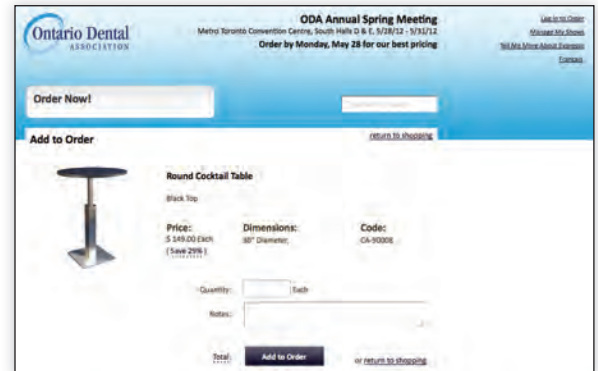 Ontario Dental
ASSOCIATION
ODA Annual Spring Meeting
Metro Toronto Convention Centre, South Halls D & E, 5/28/12 - 5/31/12
Order by Monday, May 28 for our best pricing
Log In to Order
Manage My Shows
Tell Me More About Expresso
Français
Order Now!
Add to Order
return to shopping
Round Cocktail Table
Black Top
Price:
$ 149.00 Each
( Save 29% )
Dimensions:
30" Diameter,
Code:
Quantity:
Each
Notes:
Total:
Add to Order
or return to shopping